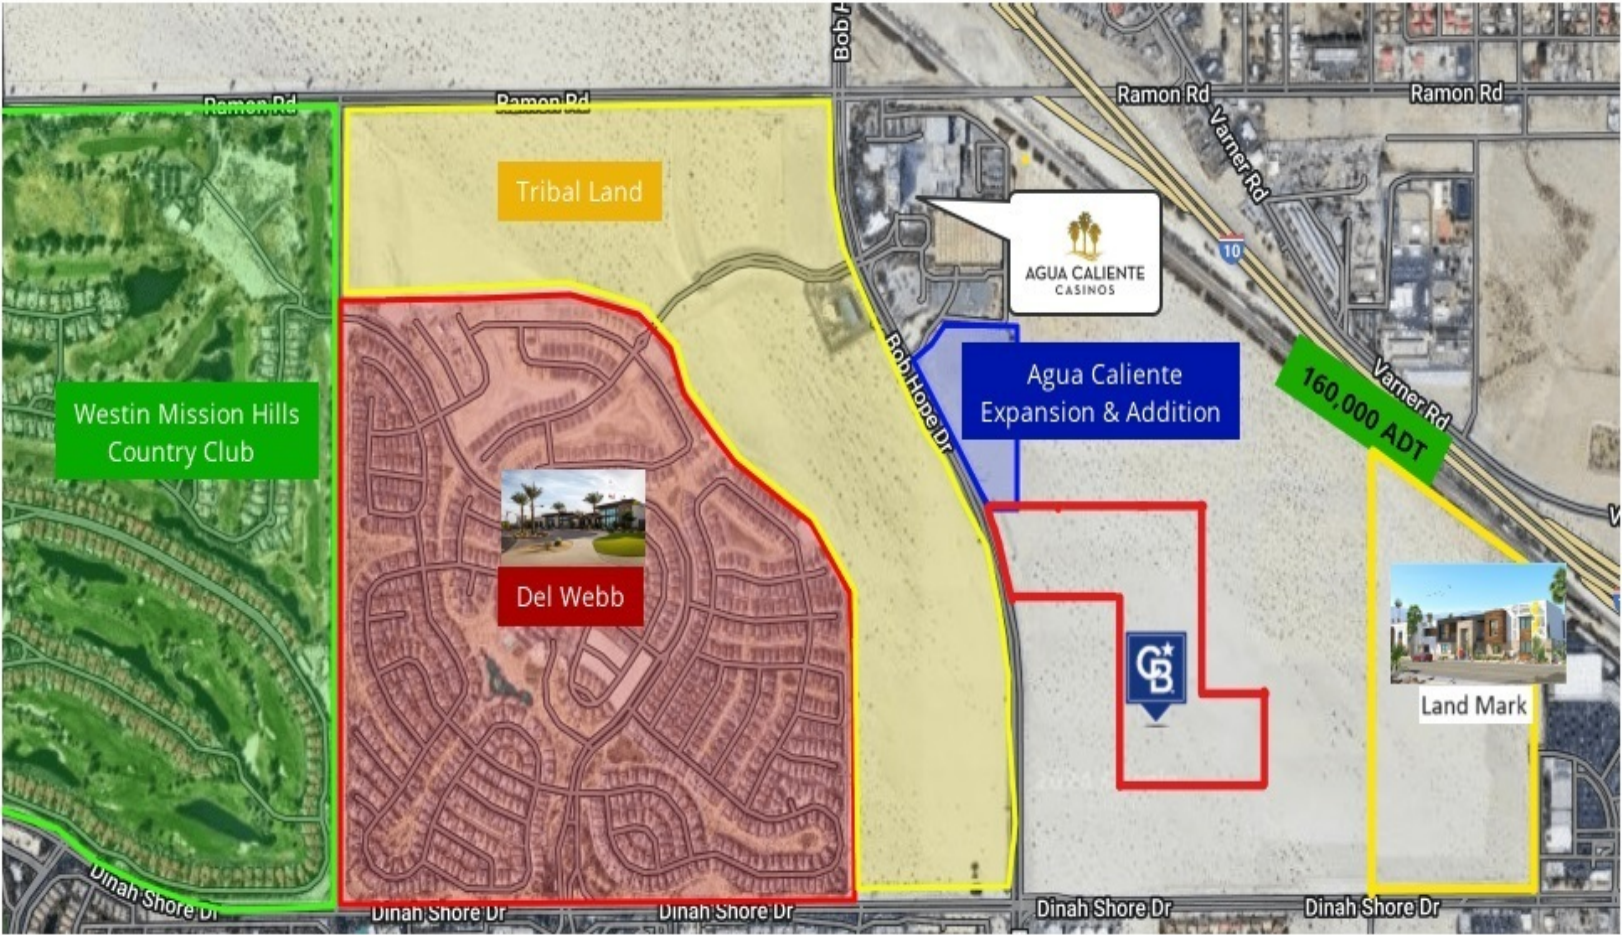 Bob H
Ramon Rd
Ramon Rd
Ramon Rd
Ramon Rd
Varner Rd
Tribal Land
AGUA CALIENTE
CASINOS
10
Bob Hope Dr
Agua Caliente
Expansion & Addition
160,000 ADT
Varner Rd
Westin Mission Hills
Country Club
Del Webb
CB
Land Mark
Dinah Shore Dr
Dinah Shore Dr
Dinah Shore Dr
Dinah Shore Dr
Dinah Shore Dr